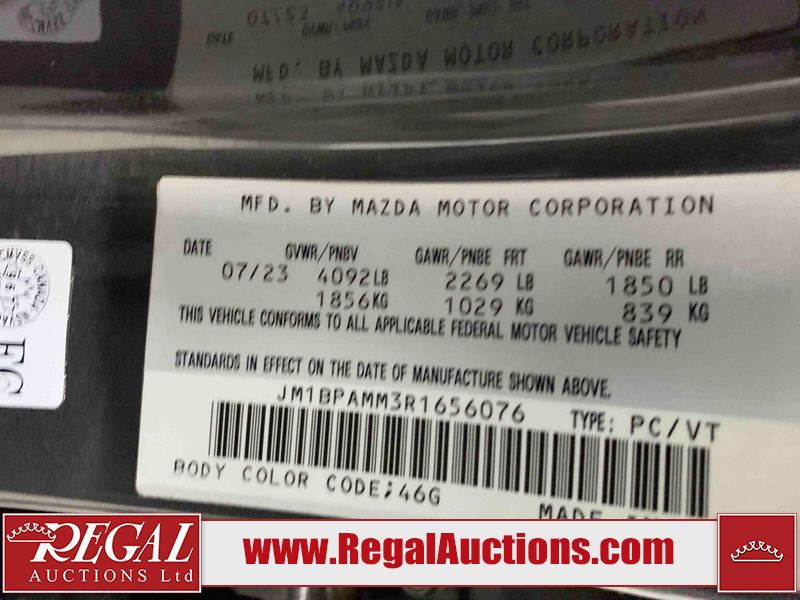 MFD. BY MAZDA MOTOR CORPORATION
DATE GVWR/PNBV GAWR/PNBE FRT GAWR/PNBE RR
07/23 4092LB 2269 LB 1850 LB
1856KG 1029 KG 839 KG
THIS VEHICLE CONFORMS TO ALL APPLICABLE FEDERAL MOTOR VEHICLE SAFETY
STANDARDS IN EFFECT ON THE DATE OF MANUFACTURE SHOWN ABOVE.
JM1BPAMM3R1656076 TYPE: PC/VT
BODY COLOR CODE;46G
MADE IN
REGAL
AUCTIONS Ltd
www.RegalAuctions.com